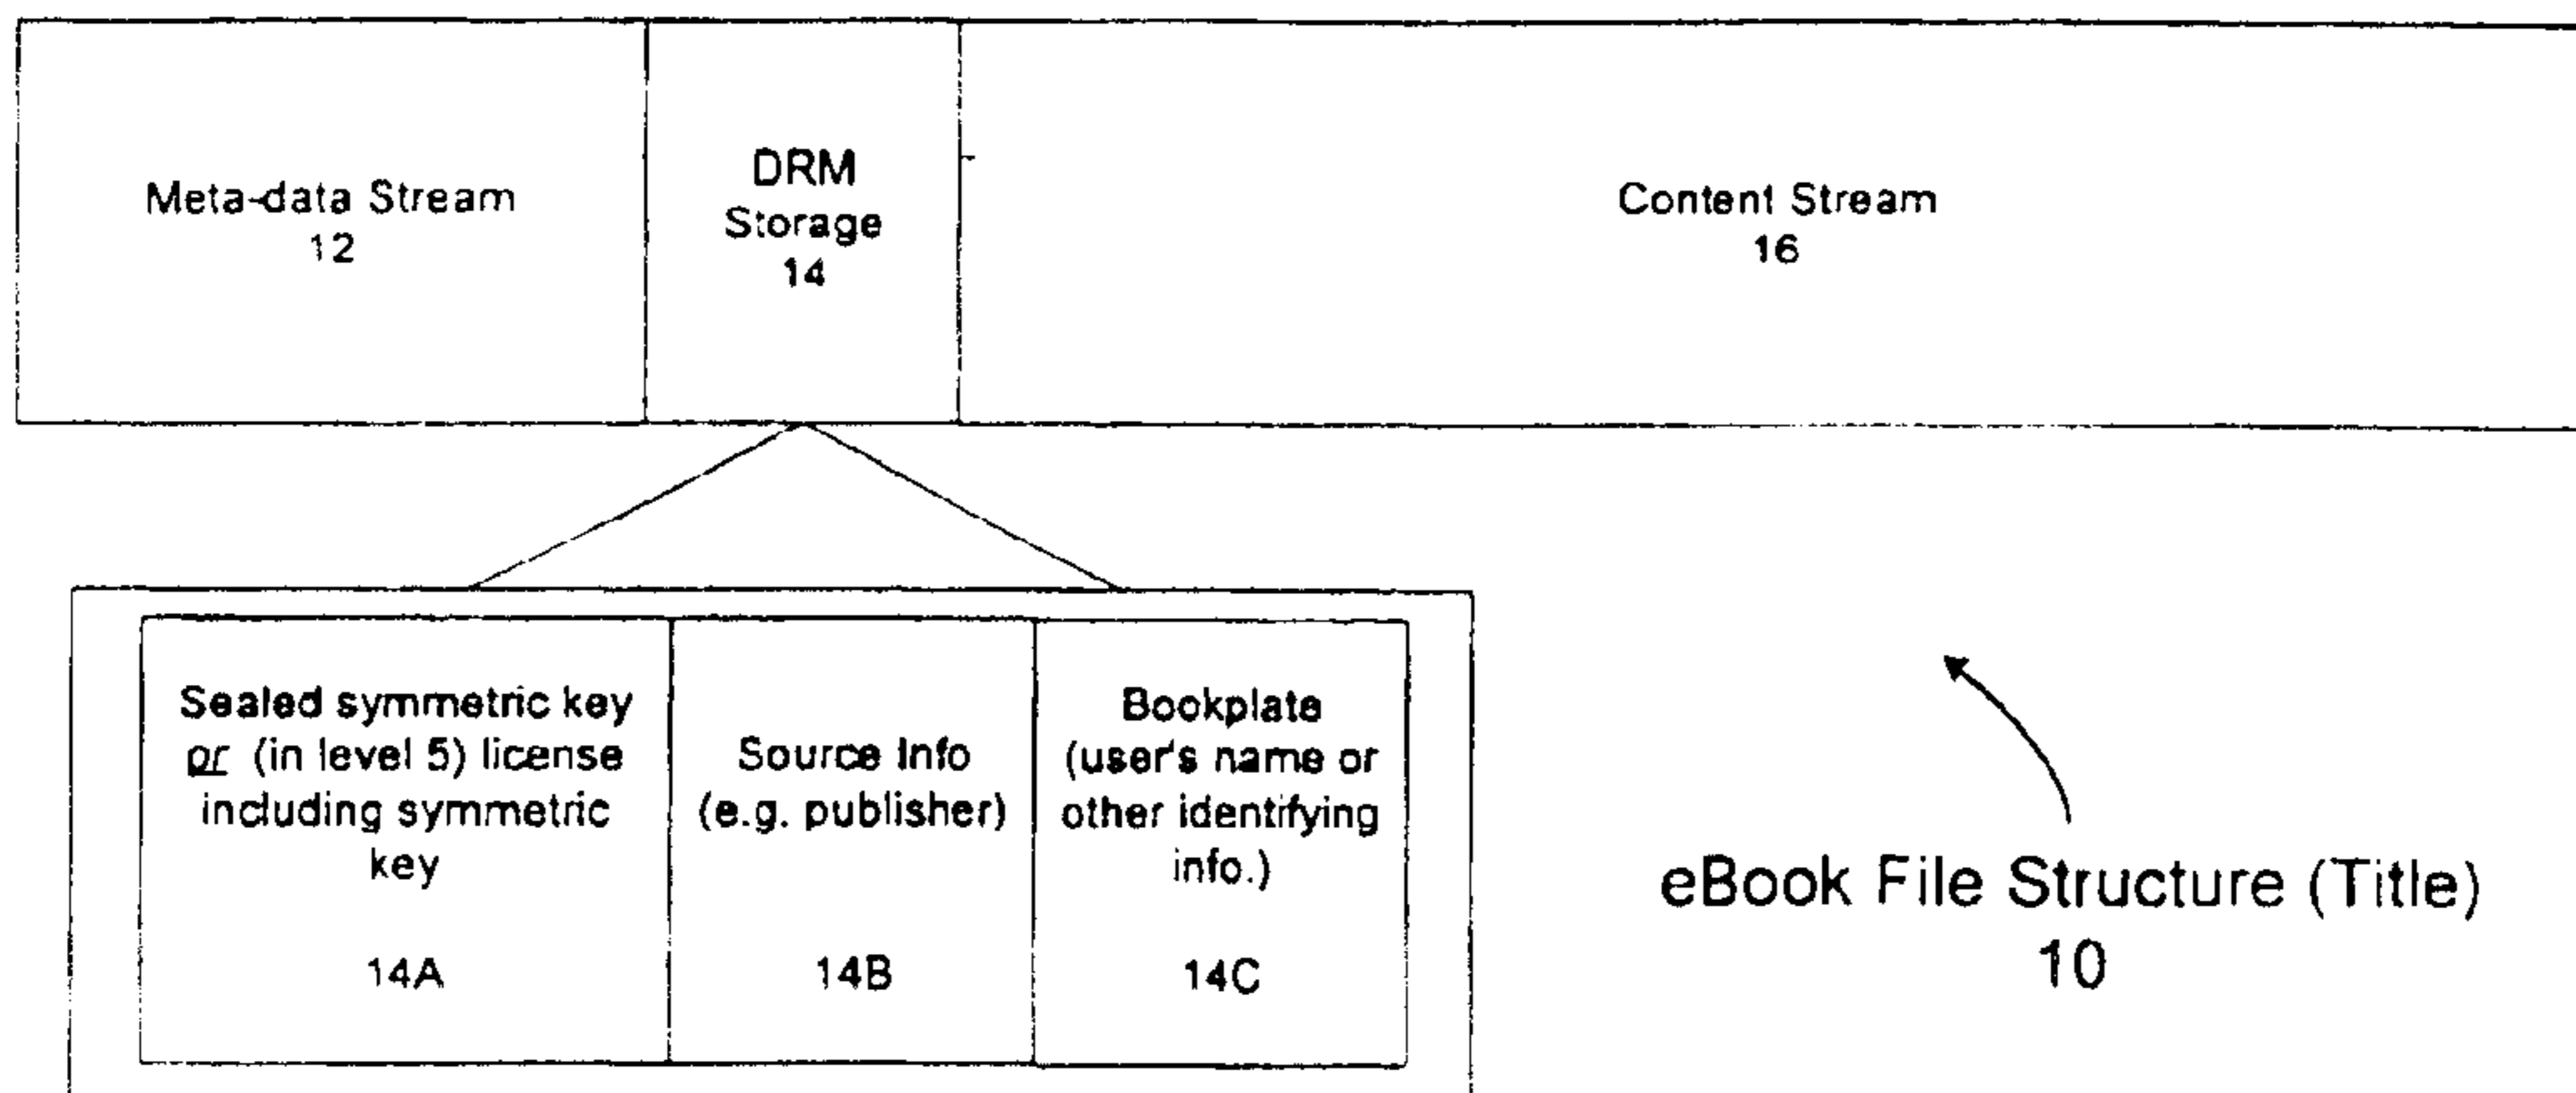 Meta-data Stream
12
DRM
Storage
14
Content Stream
16
Sealed symmetric key
or (in level 5) license
including symmetric
key
14A
Source Info
(e.g. publisher)
14B
Bookplate
(user's name or
other identifying
info.)
14C
eBook File Structure (Title)
10